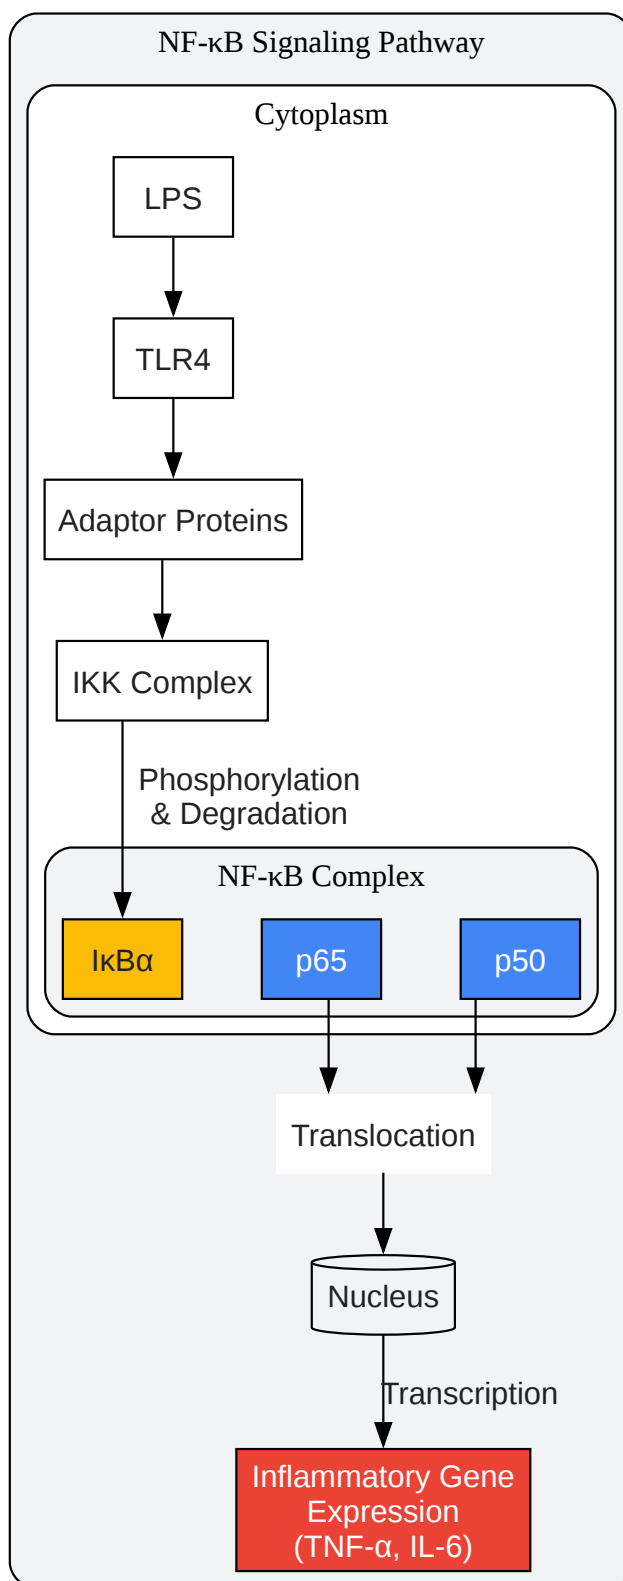 NF-κB Signaling Pathway
Cytoplasm
LPS
TLR4
Adaptor Proteins
IKK Complex
Phosphorylation
& Degradation
NF-κB Complex
IκBα
p65
p50
Translocation
Nucleus
Transcription
Inflammatory Gene
Expression
(TNF-α, IL-6)